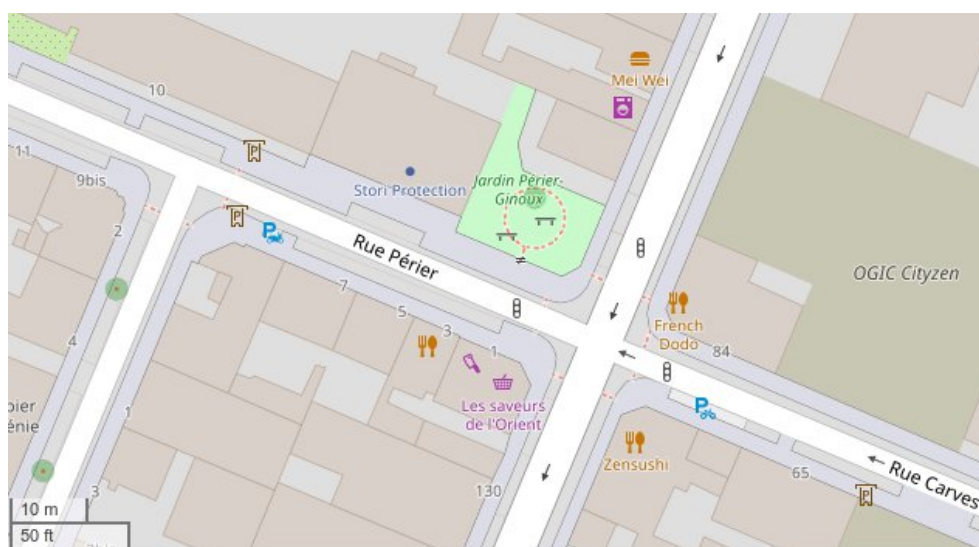 Mei Wei
10
P
11
9bis
Stori Protection
Jardin Périer-
Ginoux
P
P
2
Rue Périer
OGIC Cityzen
7
5
3
1
French
Dodo
84
4
P
1
Les saveurs
de l'Orient
Zensushi
65
Rue Carves
P
130
3
10 m
50 ft